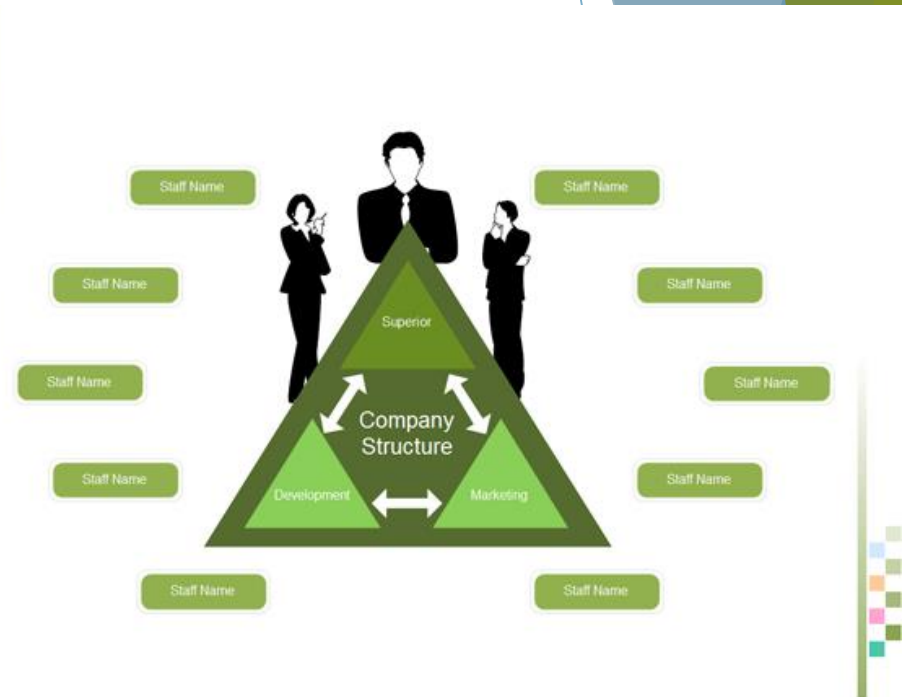 Staff Name
Staff Name
Staff Name
Staff Name
Superior
Staff Name
Staff Name
Company
Structure
Staff Name
Development
Marketing
Staff Name
Staff Name
Staff Name